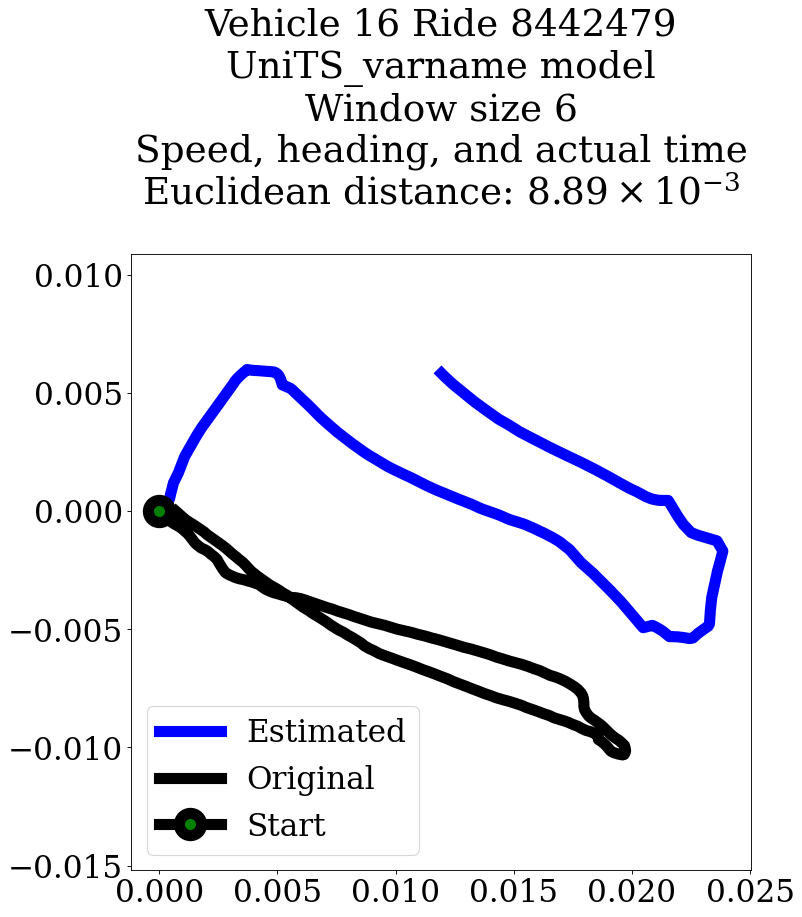 Vehicle 16 Ride 8442479
UniTS_varname model
Window size 6
Speed, heading, and actual time
Euclidean distance: 8.89 × 10⁻³
0.010
0.005
0.000
−0.005
−0.010
−0.015
Estimated
Original
Start
0.000 0.005 0.010 0.015 0.020 0.025